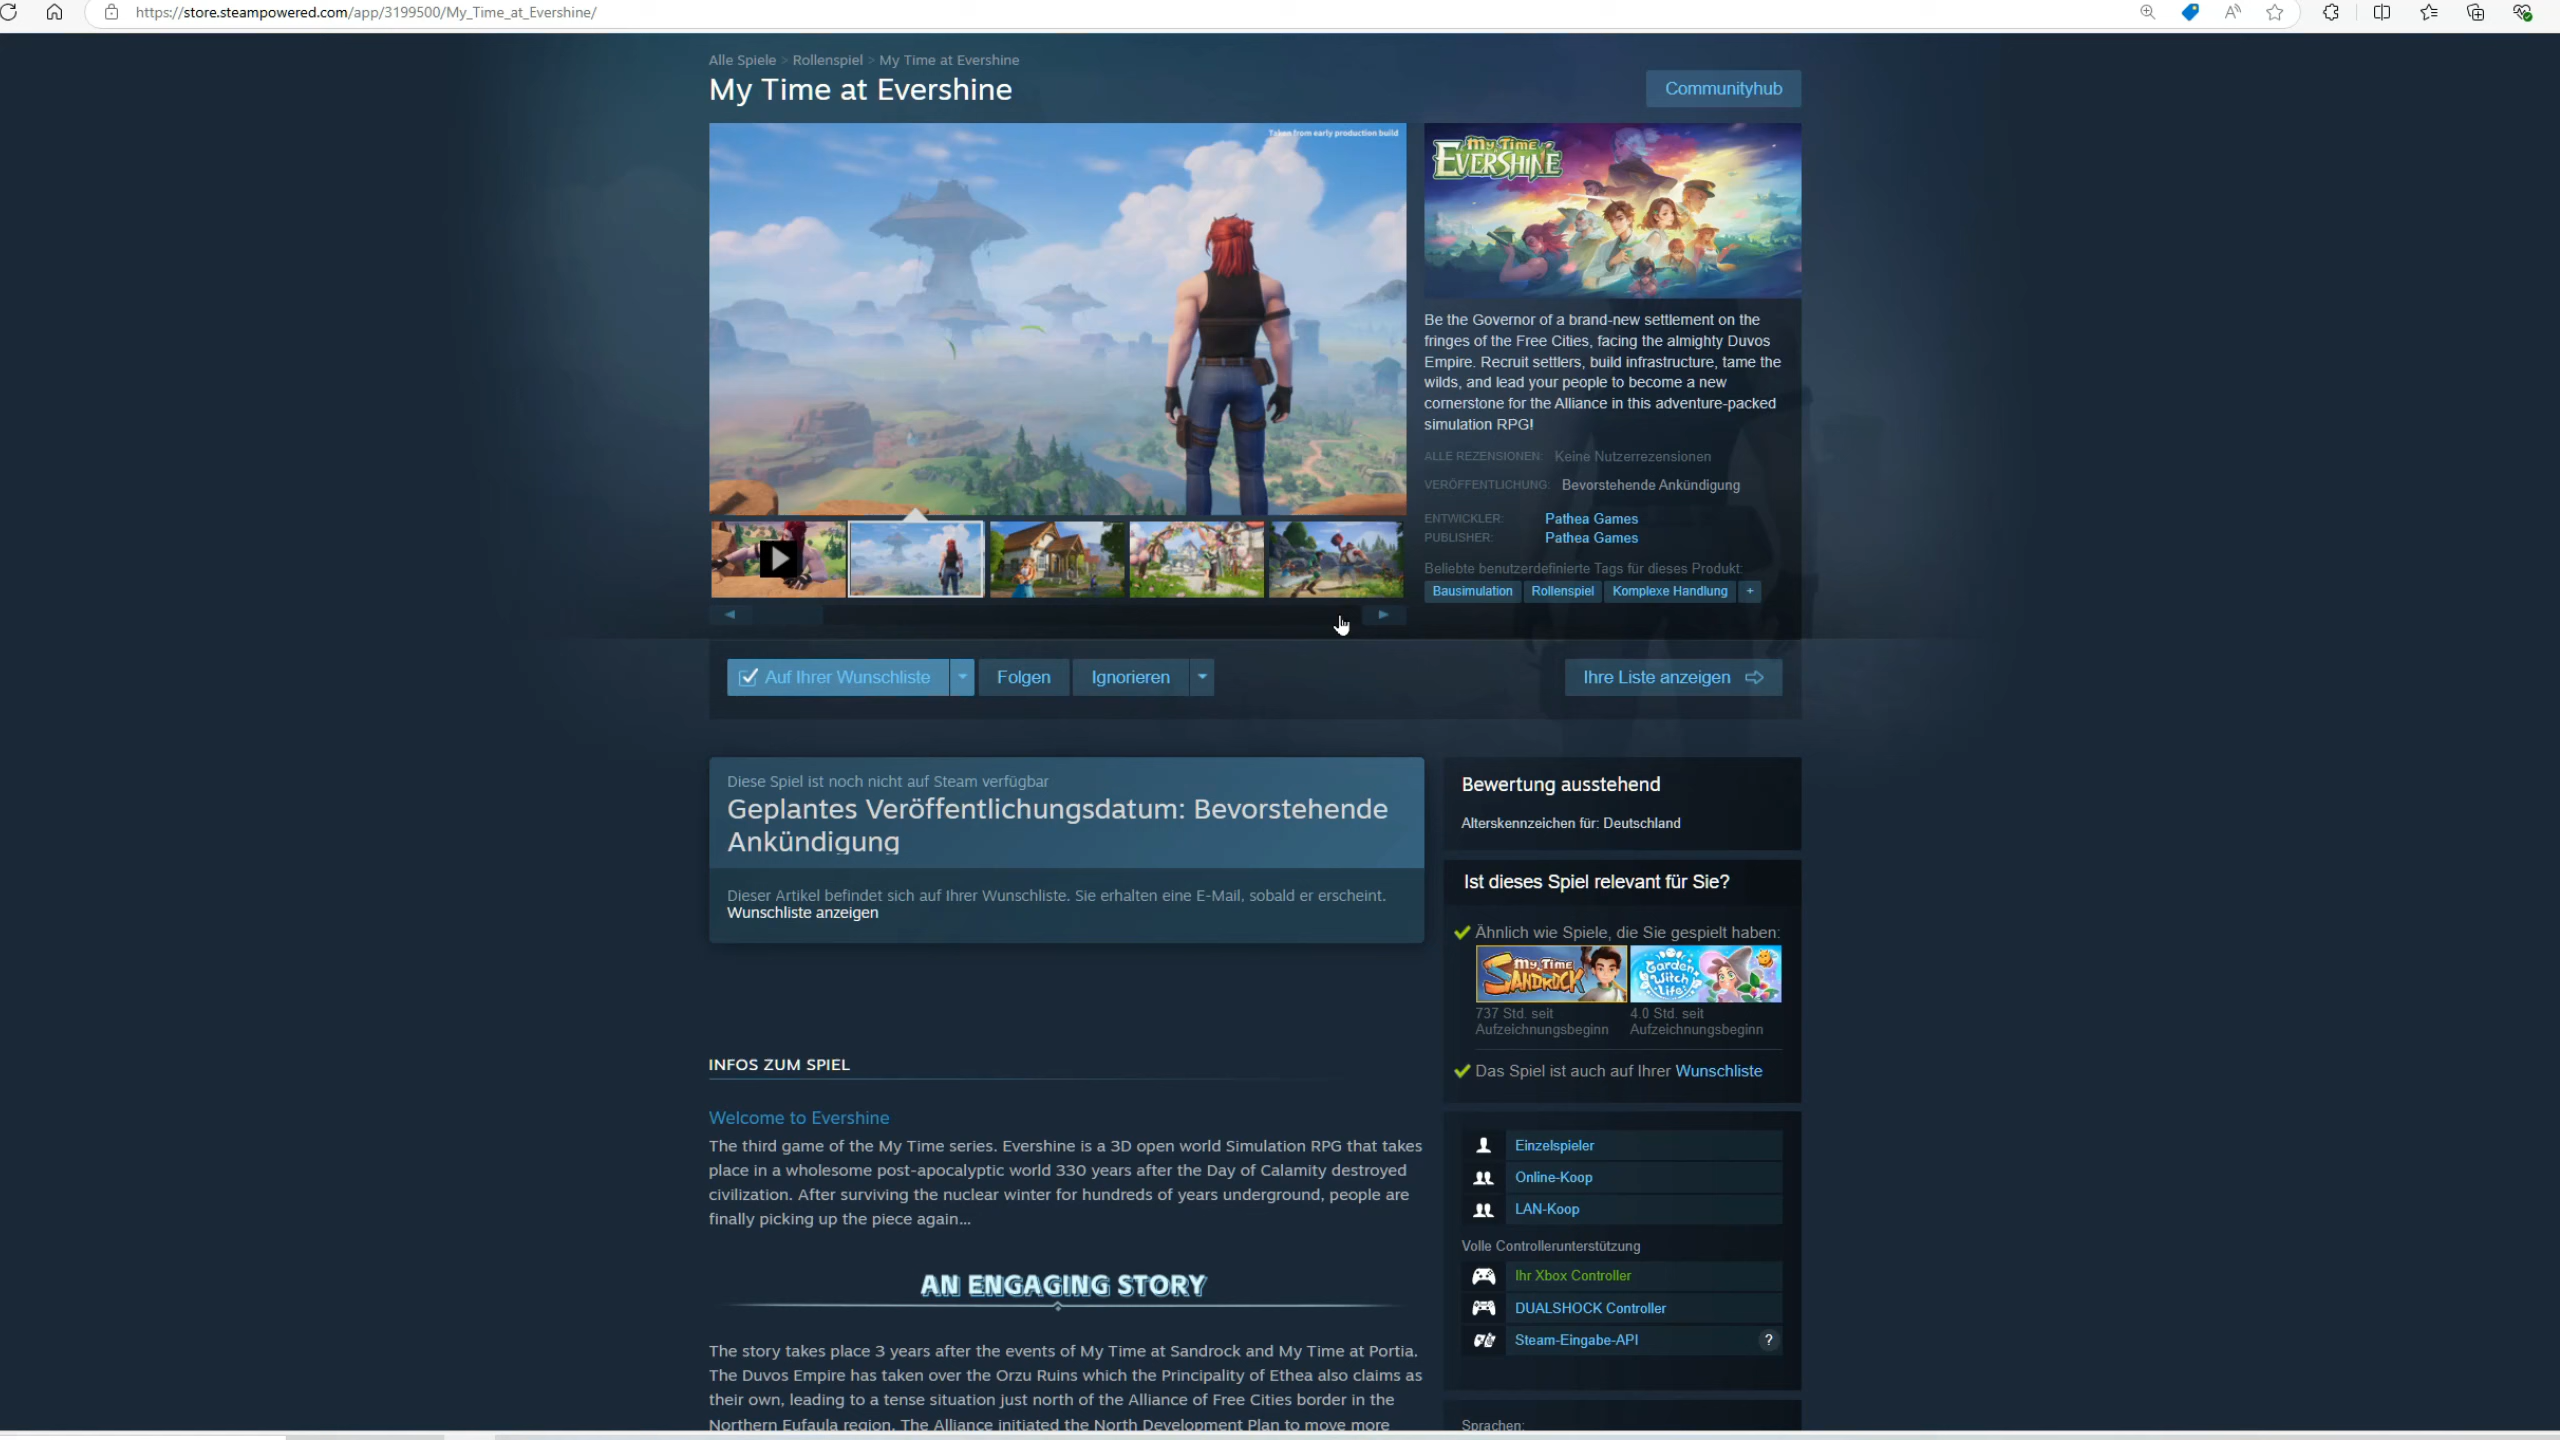 https://store.steampowered.com/app/3199500/My_Time_at_Evershine/
Alle Spiele > Rollenspiel > My Time at Evershine
My Time at Evershine
Communityhub
Taken from early production build
My Time at
EVERSHINE
Be the Governor of a brand-new settlement on the
fringes of the Free Cities, facing the almighty Duvos
Empire. Recruit settlers, build infrastructure, tame the
wilds, and lead your people to become a new
cornerstone for the Alliance in this adventure-packed
simulation RPG!
ALLE REZENSIONEN: Keine Nutzerrezensionen
VERÖFFENTLICHUNG: Bevorstehende Ankündigung
ENTWICKLER: Pathea Games
PUBLISHER: Pathea Games
Beliebte benutzerdefinierte Tags für dieses Produkt:
Bausimulation Rollenspiel Komplexe Handlung +
Auf Ihrer Wunschliste Folgen Ignorieren Ihre Liste anzeigen
Diese Spiel ist noch nicht auf Steam verfügbar
Geplantes Veröffentlichungsdatum: Bevorstehende
Ankündigung
Dieser Artikel befindet sich auf Ihrer Wunschliste. Sie erhalten eine E-Mail, sobald er erscheint.
Wunschliste anzeigen
Bewertung ausstehend
Alterskennzeichen für: Deutschland
Ist dieses Spiel relevant für Sie?
Ähnlich wie Spiele, die Sie gespielt haben:
My Time
SANDROCK
Garden
Witch
Life
737 Std. seit
Aufzeichnungsbeginn
4.0 Std. seit
Aufzeichnungsbeginn
Das Spiel ist auch auf Ihrer Wunschliste
INFOS ZUM SPIEL
Welcome to Evershine
The third game of the My Time series. Evershine is a 3D open world Simulation RPG that takes
place in a wholesome post-apocalyptic world 330 years after the Day of Calamity destroyed
civilization. After surviving the nuclear winter for hundreds of years underground, people are
finally picking up the piece again...
AN ENGAGING STORY
The story takes place 3 years after the events of My Time at Sandrock and My Time at Portia.
The Duvos Empire has taken over the Orzu Ruins which the Principality of Ethea also claims as
their own, leading to a tense situation just north of the Alliance of Free Cities border in the
Northern Eufaula region. The Alliance initiated the North Development Plan to move more
Einzelspieler
Online-Koop
LAN-Koop
Volle Controllerunterstützung
Ihr Xbox Controller
DUALSHOCK Controller
Steam-Eingabe-API ?
Sprachen: